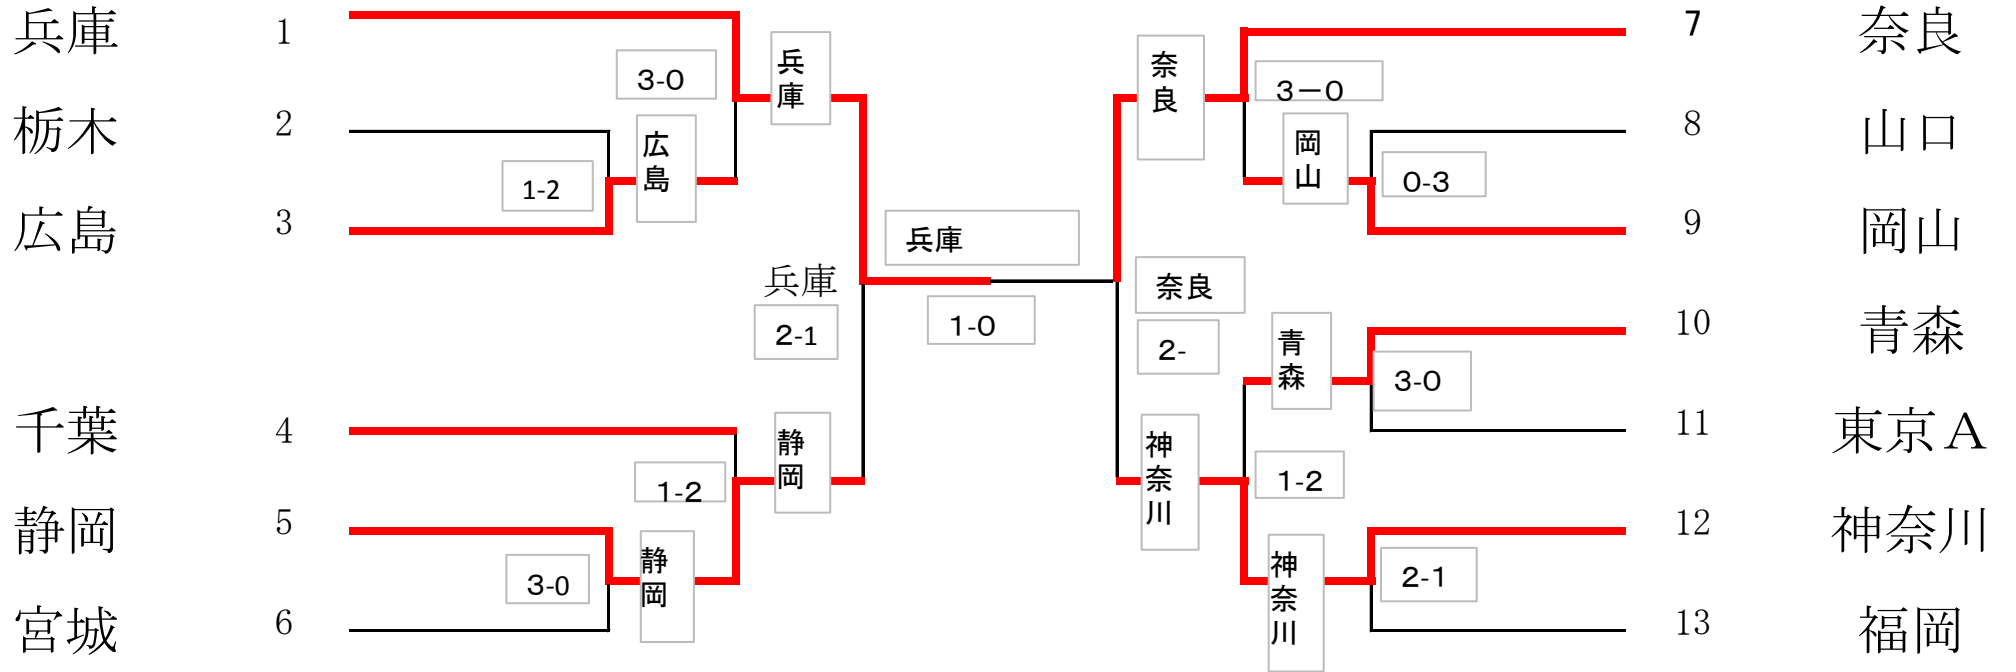 兵庫 1
栃木 2
広島 3
千葉 4
静岡 5
宮城 6
3-0
兵庫
1-2
広島
兵庫
2-1
1-2
静岡
3-0
静岡
兵庫
1-0
奈良
3－0
岡山
0-3
奈良
2-
青森
3-0
神奈川
1-2
神奈川
2-1
7 奈良
8 山口
9 岡山
10 青森
11 東京A
12 神奈川
13 福岡